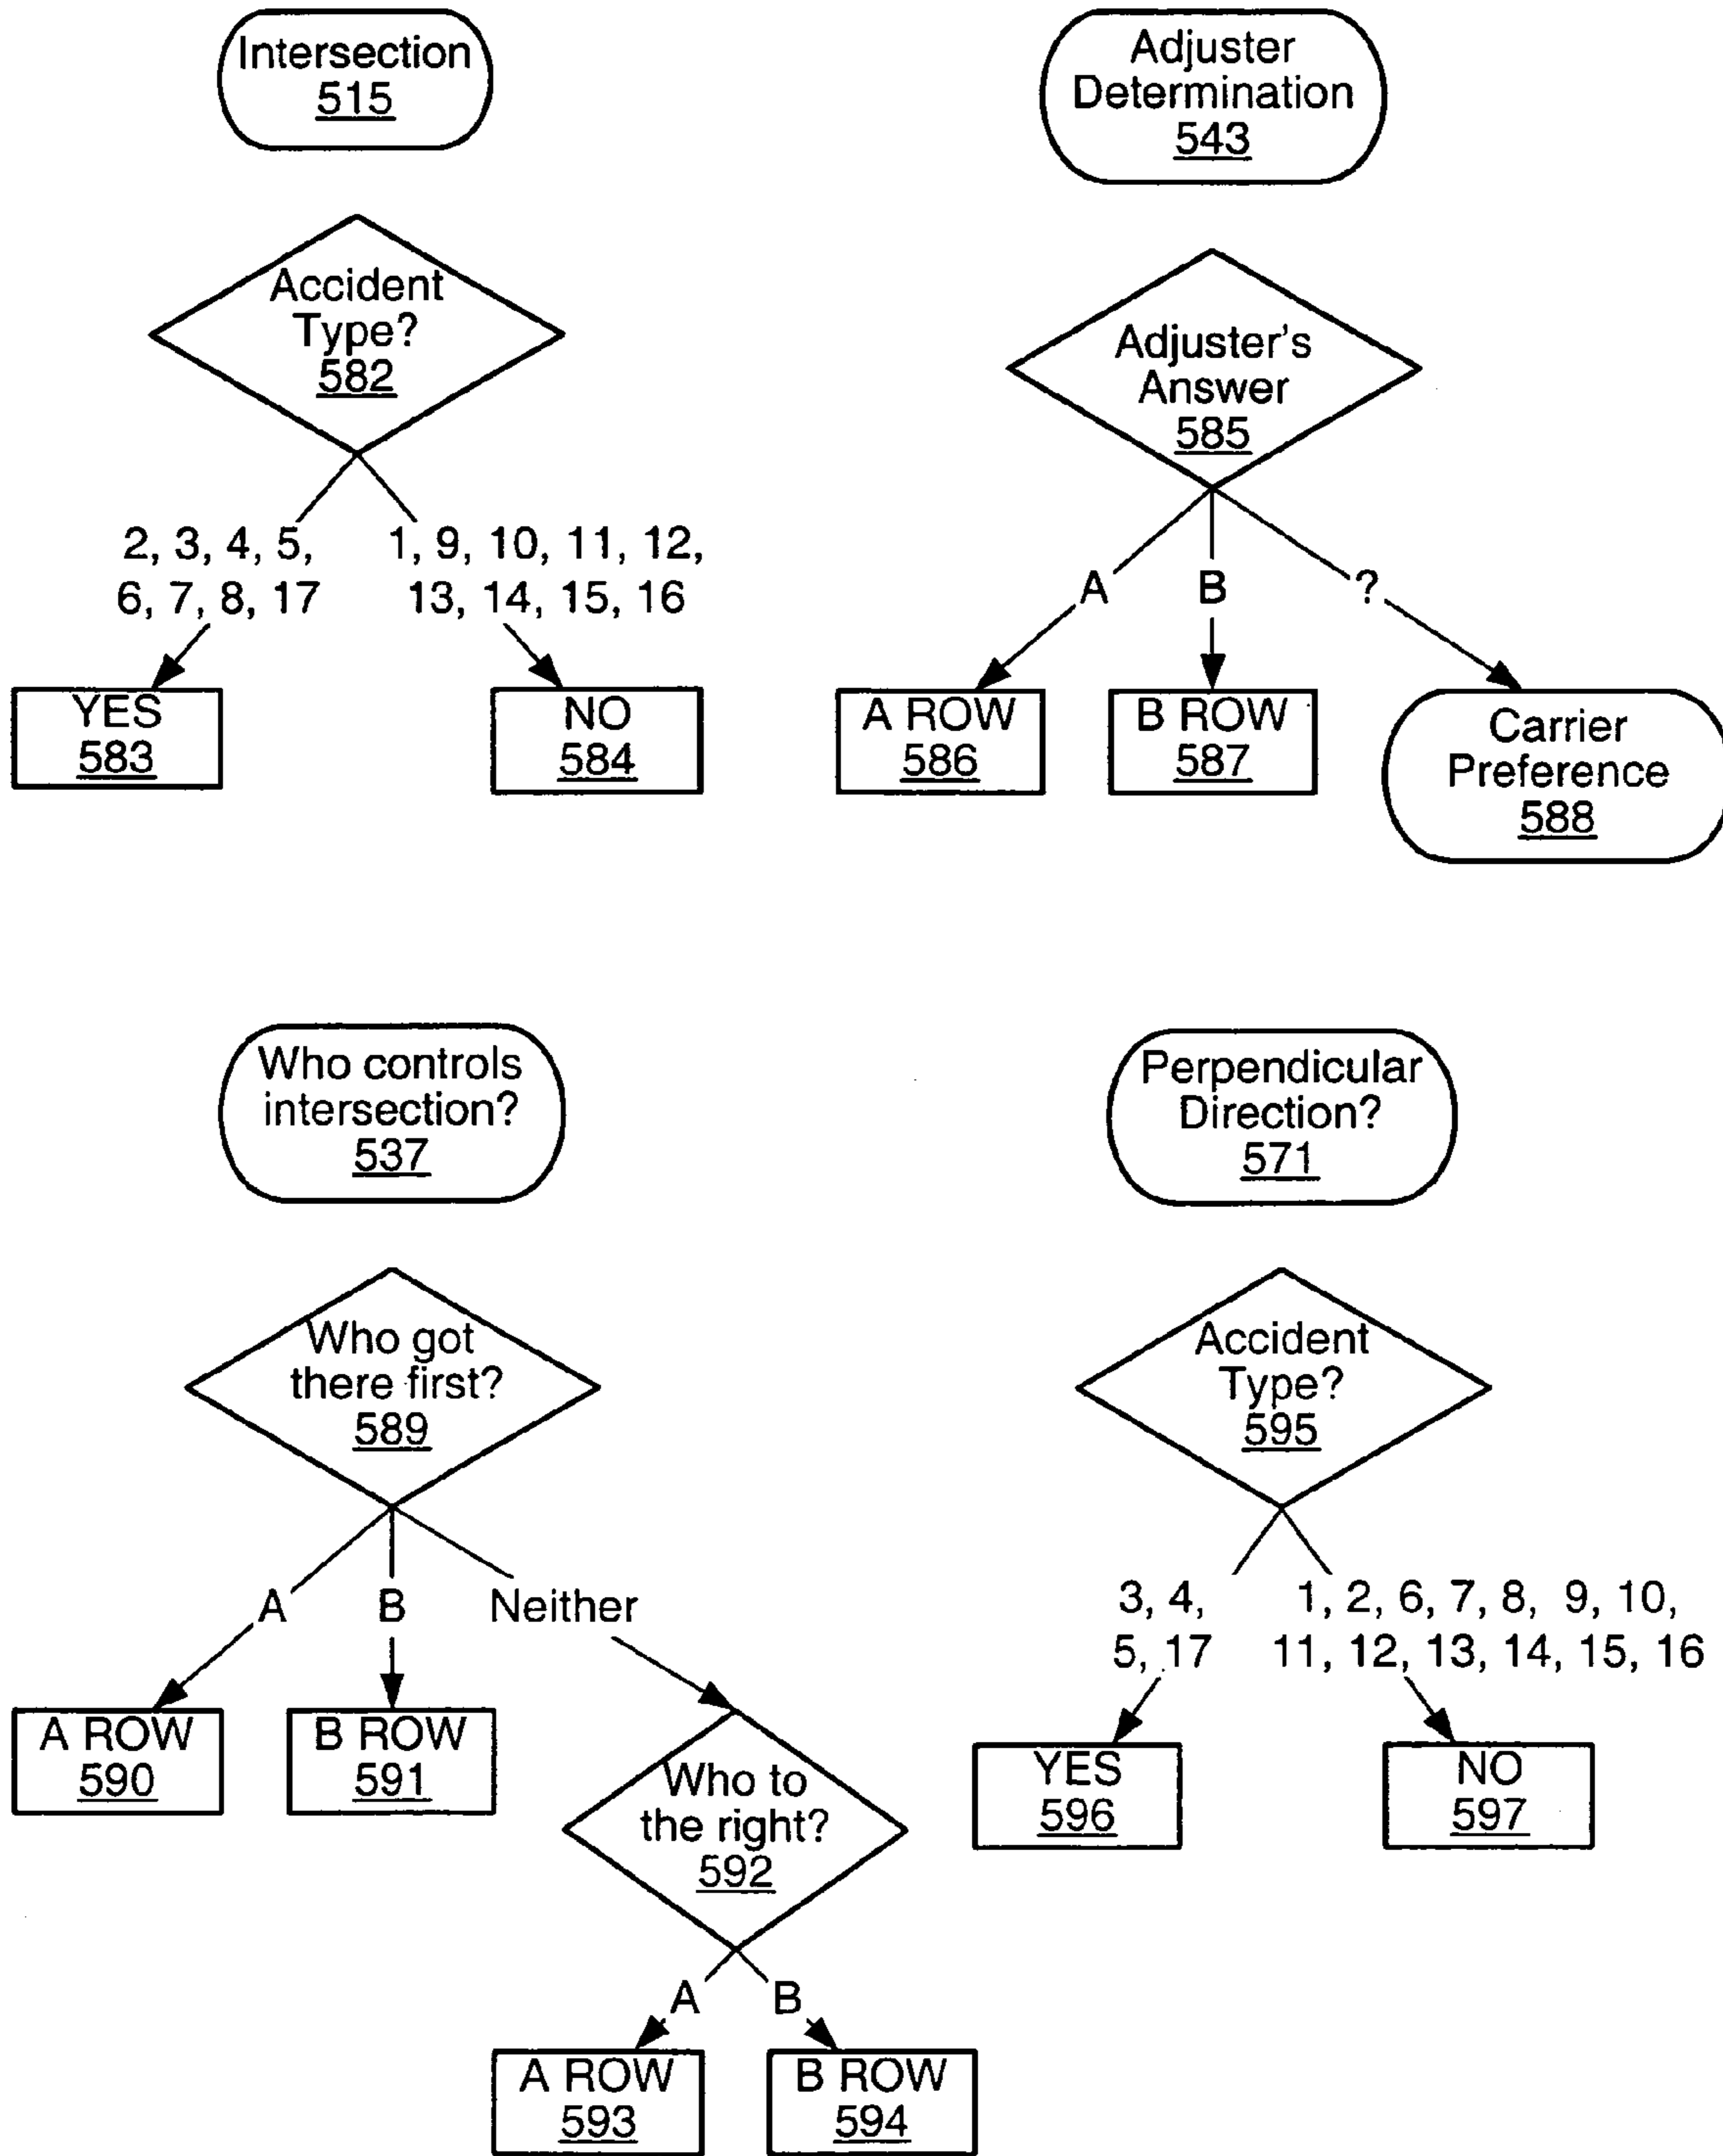 Intersection
515
Accident
Type?
582
2, 3, 4, 5,
6, 7, 8, 17
1, 9, 10, 11, 12,
13, 14, 15, 16
YES
583
NO
584
Adjuster
Determination
543
Adjuster's
Answer
585
A
B
?
A ROW
586
B ROW
587
Carrier
Preference
588
Who controls
intersection?
537
Who got
there first?
589
A
B
Neither
A ROW
590
B ROW
591
Who to
the right?
592
A
B
A ROW
593
B ROW
594
Perpendicular
Direction?
571
Accident
Type?
595
3, 4,
5, 17
1, 2, 6, 7, 8, 9, 10,
11, 12, 13, 14, 15, 16
YES
596
NO
597